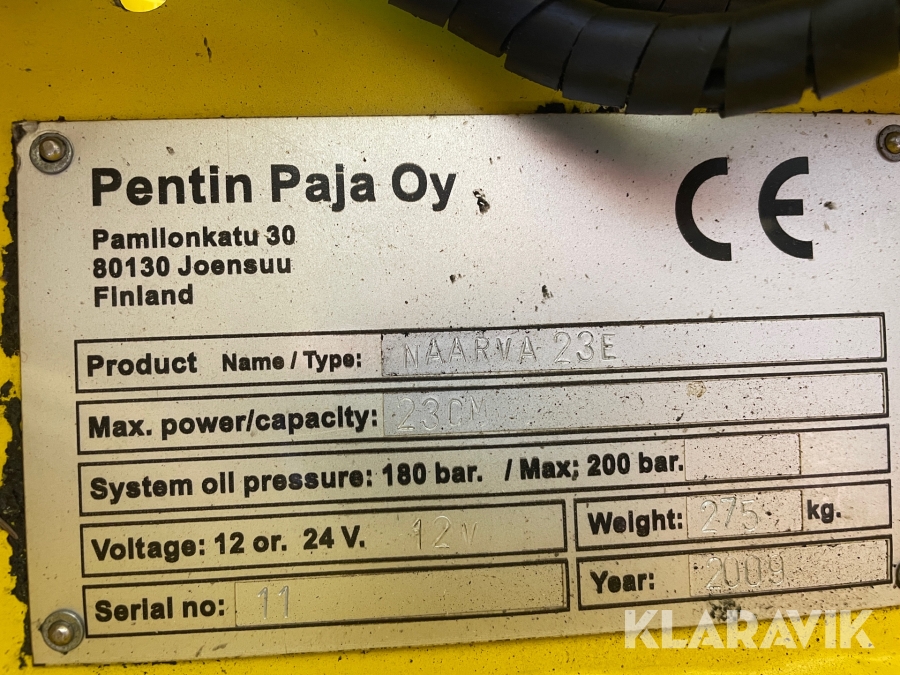 Pentin Paja Oy
Pamilonkatu 30
80130 Joensuu
Finland
CE
Product Name / Type: NAARVA 23E
Max. power/capacity: 23CM
System oil pressure: 180 bar. / Max; 200 bar.
Voltage: 12 or. 24 V. 12v
Weight: 275 kg.
Serial no: 11
Year: 2009
KLARAVIK